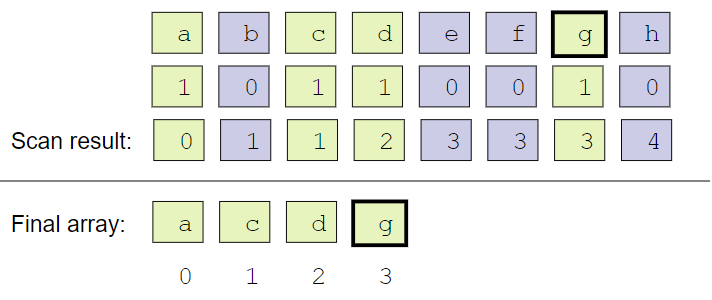 a b c d e f g h
1 0 1 1 0 0 1 0
Scan result: 0 1 1 2 3 3 3 4
Final array: a c d g
0 1 2 3